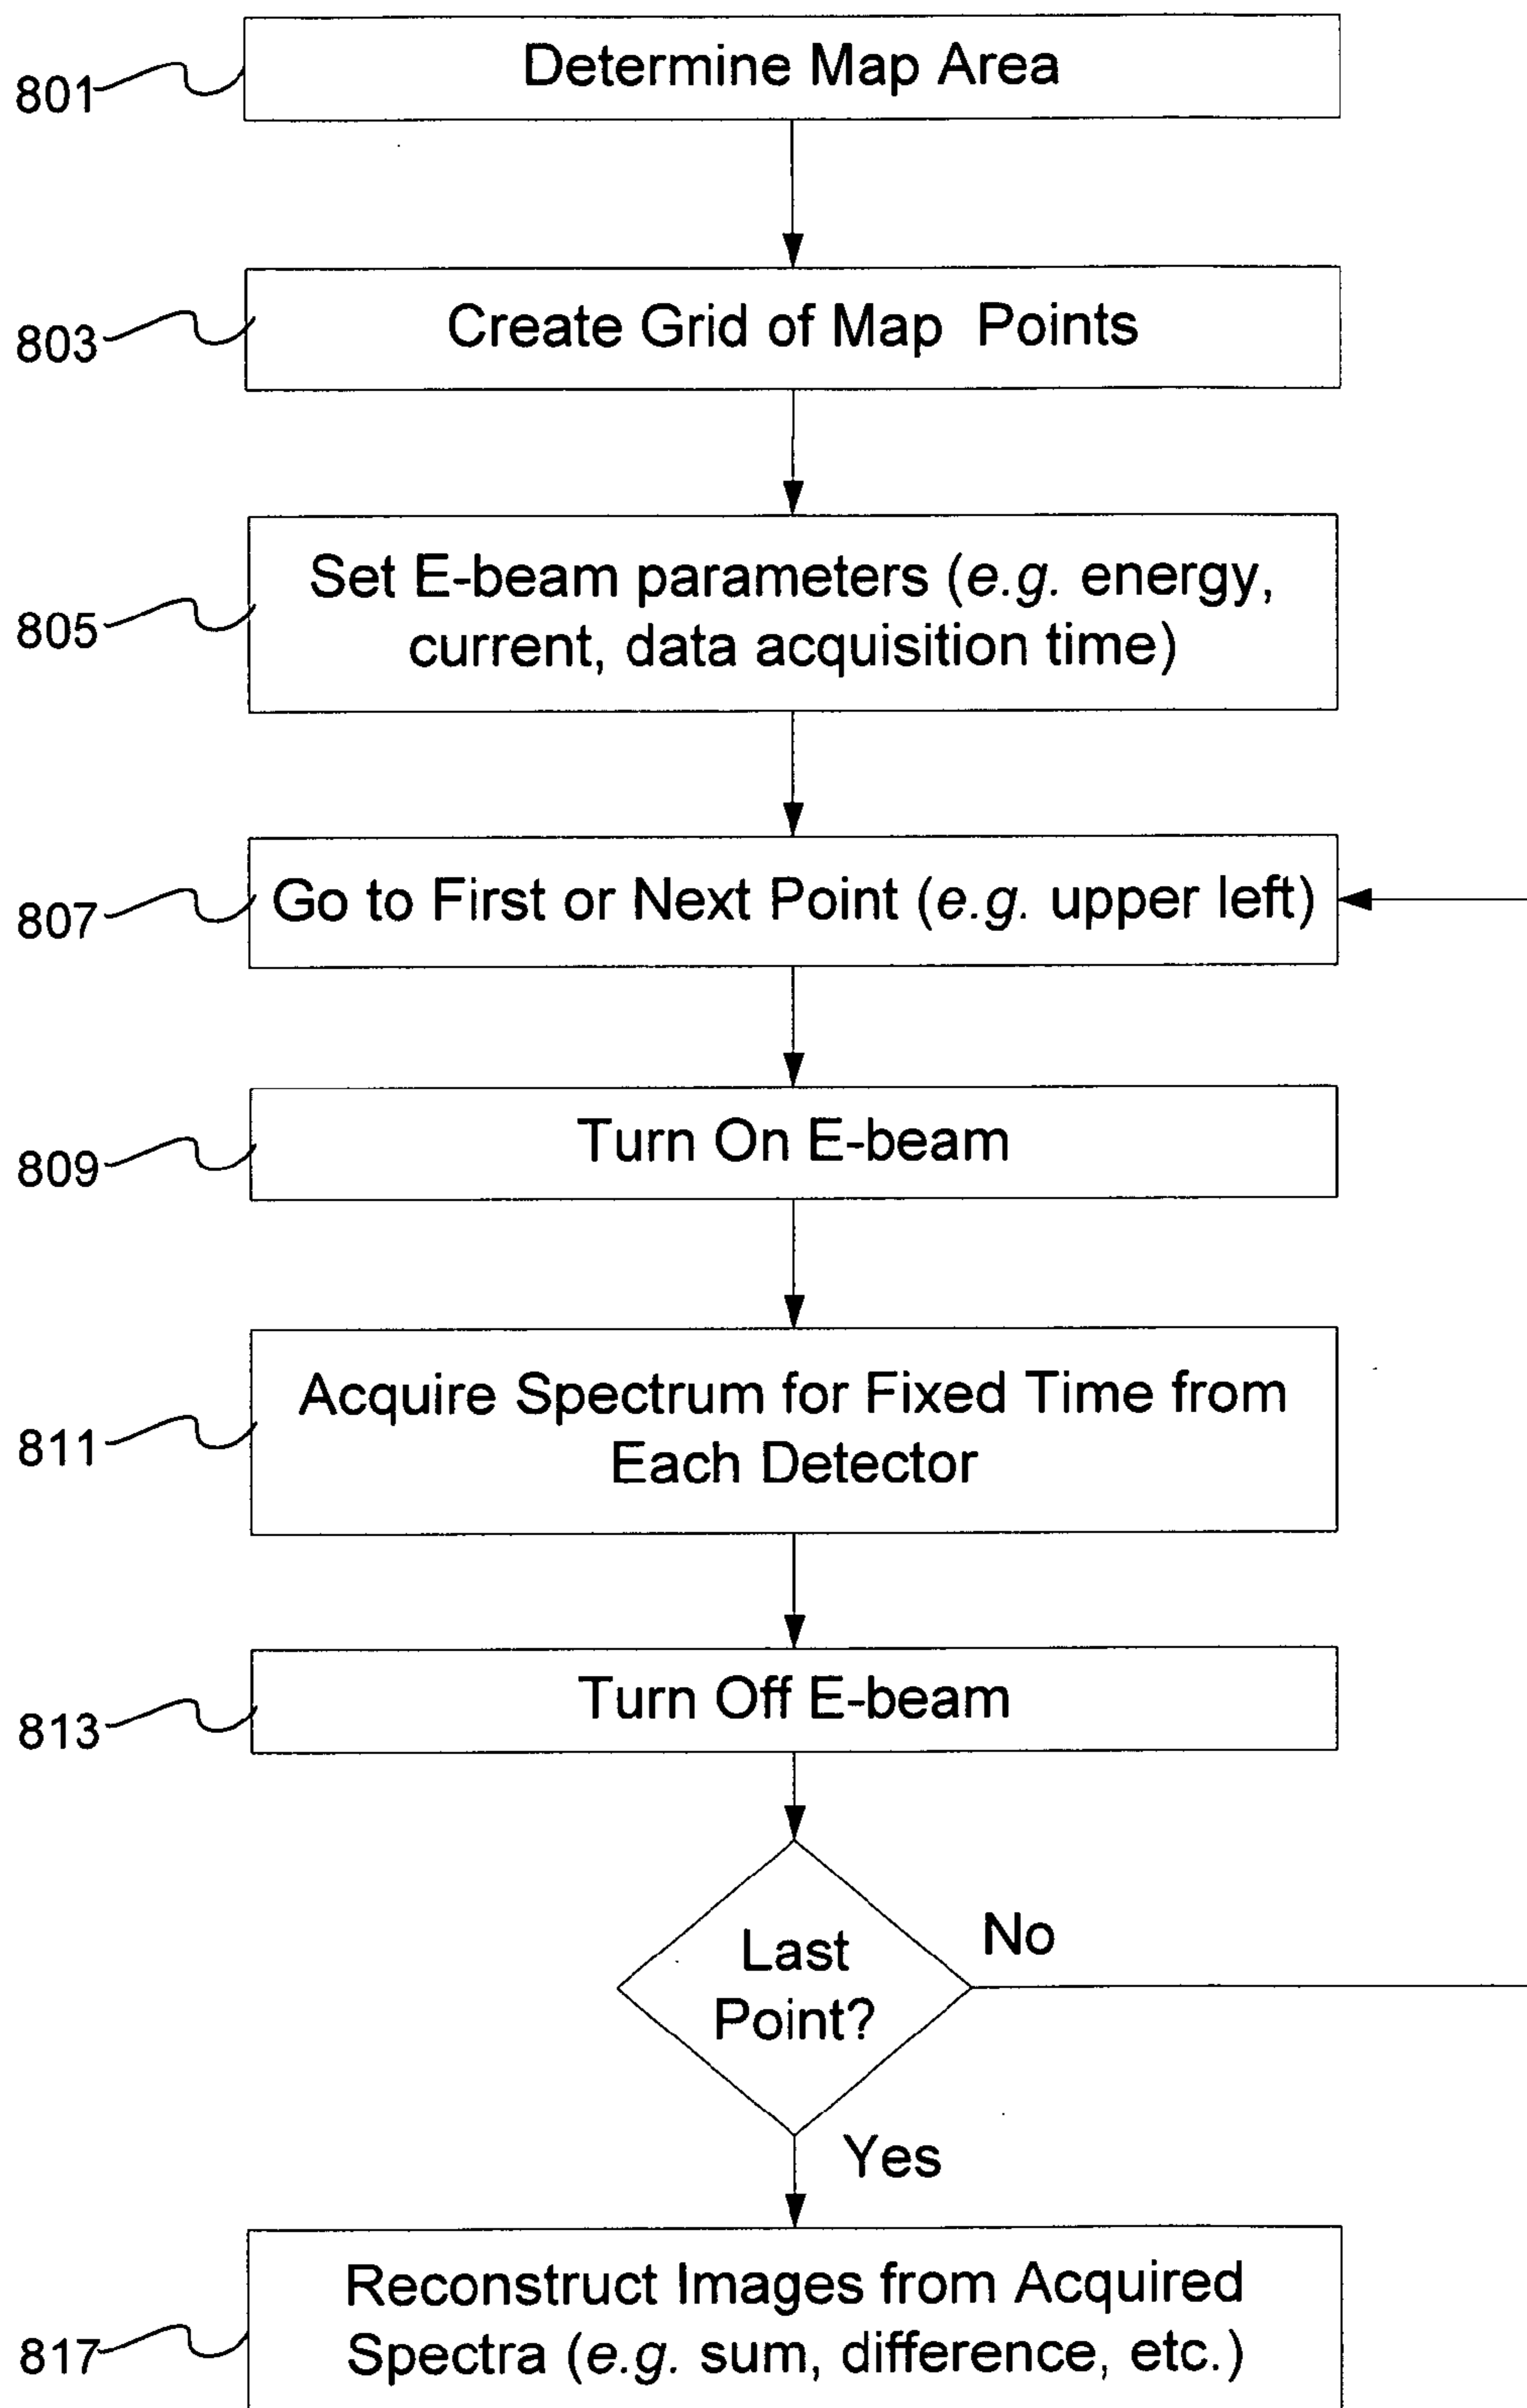 801
Determine Map Area
803
Create Grid of Map Points
805
Set E-beam parameters (e.g. energy,
current, data acquisition time)
807
Go to First or Next Point (e.g. upper left)
809
Turn On E-beam
811
Acquire Spectrum for Fixed Time from
Each Detector
813
Turn Off E-beam
Last
Point?
No
Yes
817
Reconstruct Images from Acquired
Spectra (e.g. sum, difference, etc.)